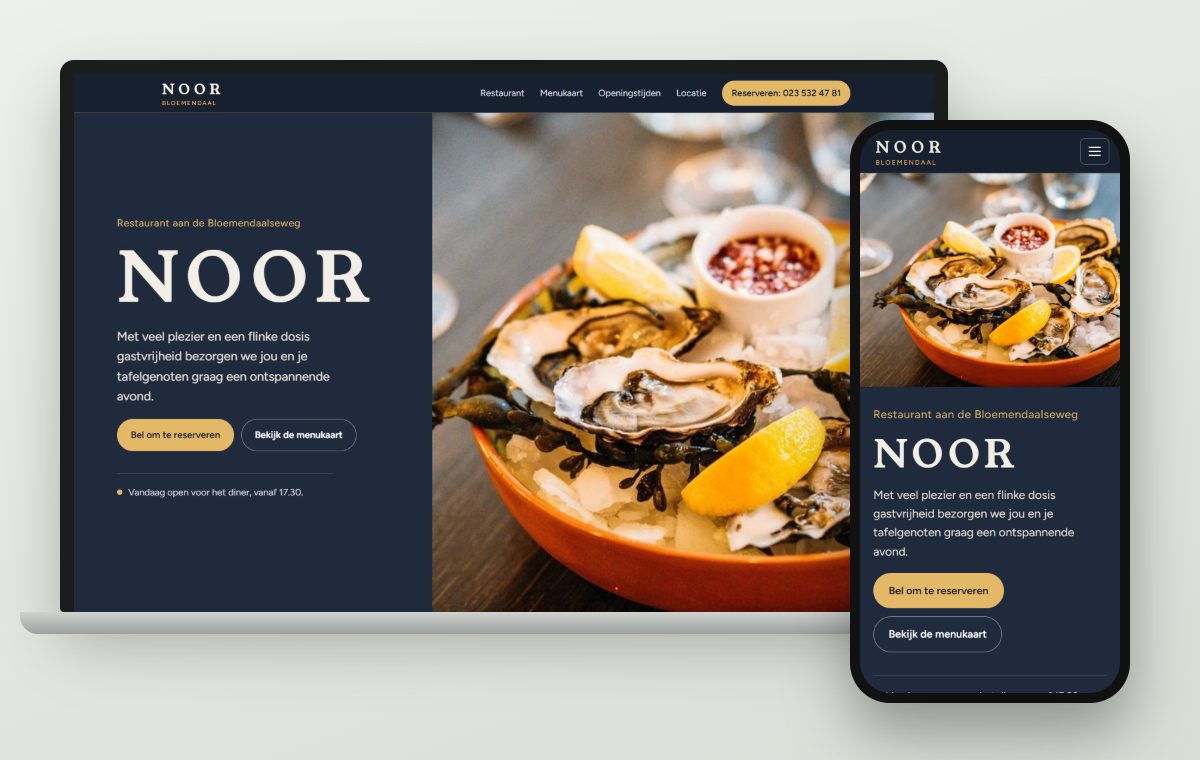 NOOR
BLOEMENDAAL
Restaurant Menukaart Openingstijden Locatie Reserveren: 023 532 47 81
Restaurant aan de Bloemendaalseweg
NOOR
Met veel plezier en een flinke dosis
gastvrijheid bezorgen we jou en je
tafelgenoten graag een ontspannende
avond.
Bel om te reserveren Bekijk de menukaart
Vandaag open voor het diner, vanaf 17.30.
NOOR
BLOEMENDAAL
Restaurant aan de Bloemendaalseweg
NOOR
Met veel plezier en een flinke dosis
gastvrijheid bezorgen we jou en je
tafelgenoten graag een ontspannende
avond.
Bel om te reserveren
Bekijk de menukaart